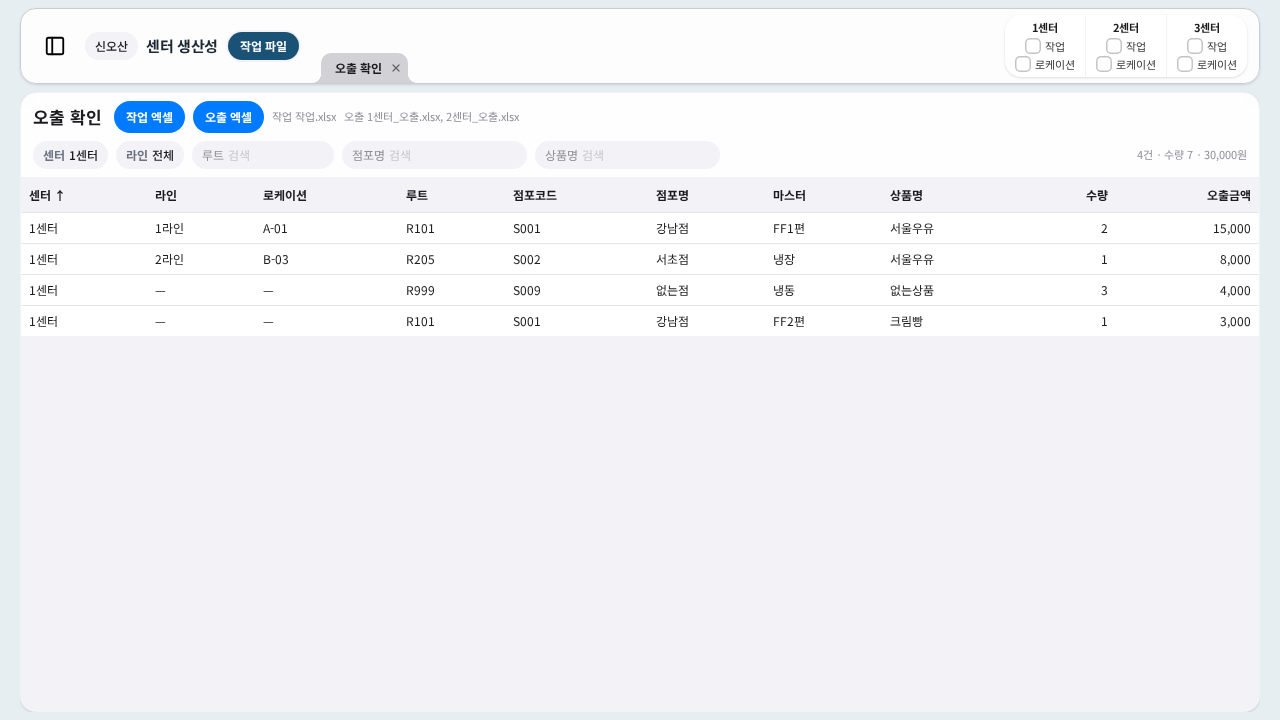 신오산 센터 생산성 작업 파일
오출 확인 ✕
1센터 2센터 3센터
작업 작업 작업
로케이션 로케이션 로케이션
오출 확인 작업 엑셀 오출 엑셀 작업 작업.xlsx 오출 1센터_오출.xlsx, 2센터_오출.xlsx
센터 1센터 라인 전체 루트 검색 점포명 검색 상품명 검색 4건 · 수량 7 · 30,000원
센터 ↑ 라인 로케이션 루트 점포코드 점포명 마스터 상품명 수량 오출금액
1센터 1라인 A-01 R101 S001 강남점 FF1편 서울우유 2 15,000
1센터 2라인 B-03 R205 S002 서초점 냉장 서울우유 1 8,000
1센터 — — R999 S009 없는점 냉동 없는상품 3 4,000
1센터 — — R101 S001 강남점 FF2편 크림빵 1 3,000